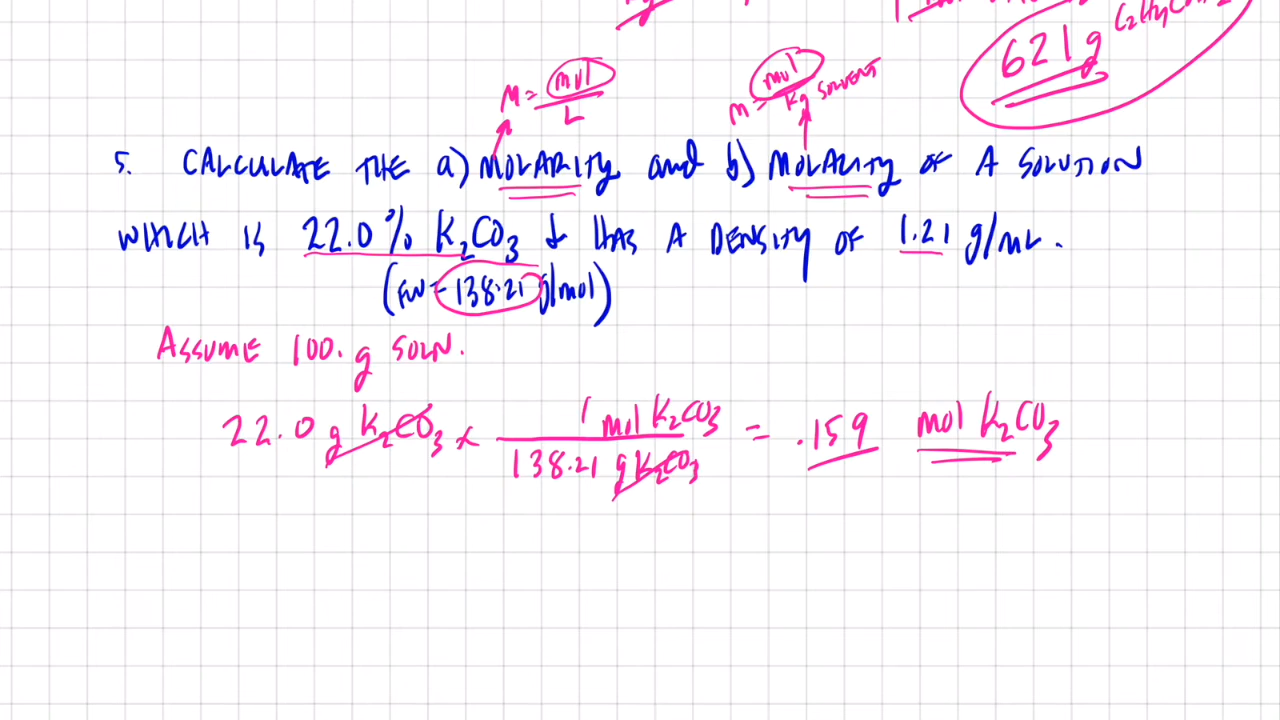 621g
M = mol/L
m = mol/kg SOLVENT
5. CALCULATE THE a) MOLARITY and b) MOLALITY OF A SOLUTION
WHICH IS 22.0% K2CO3 & HAS A DENSITY OF 1.21 g/mL.
(FW = 138.21 g/mol)
ASSUME 100. g SOLN.
22.0 g K2CO3 x 1 mol K2CO3 / 138.21 g K2CO3 = .159 mol K2CO3